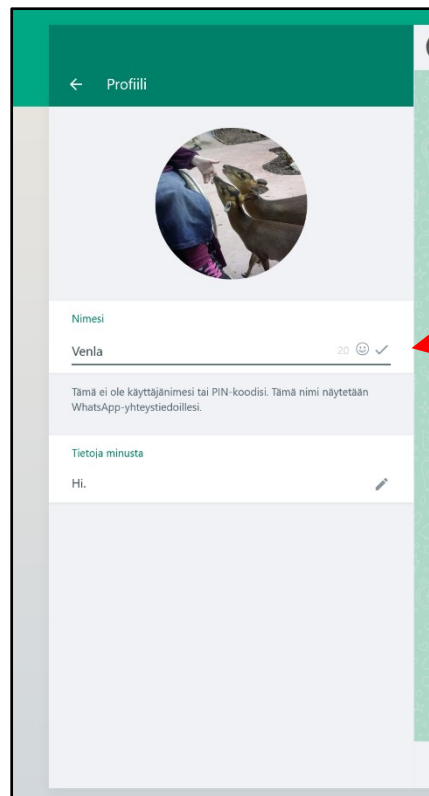 Profiili
Nimesi
Venla
20
Tämä ei ole käyttäjänimesi tai PIN-koodisi. Tämä nimi näytetään
WhatsApp-yhteystiedoillesi.
Tietoja minusta
Hi.